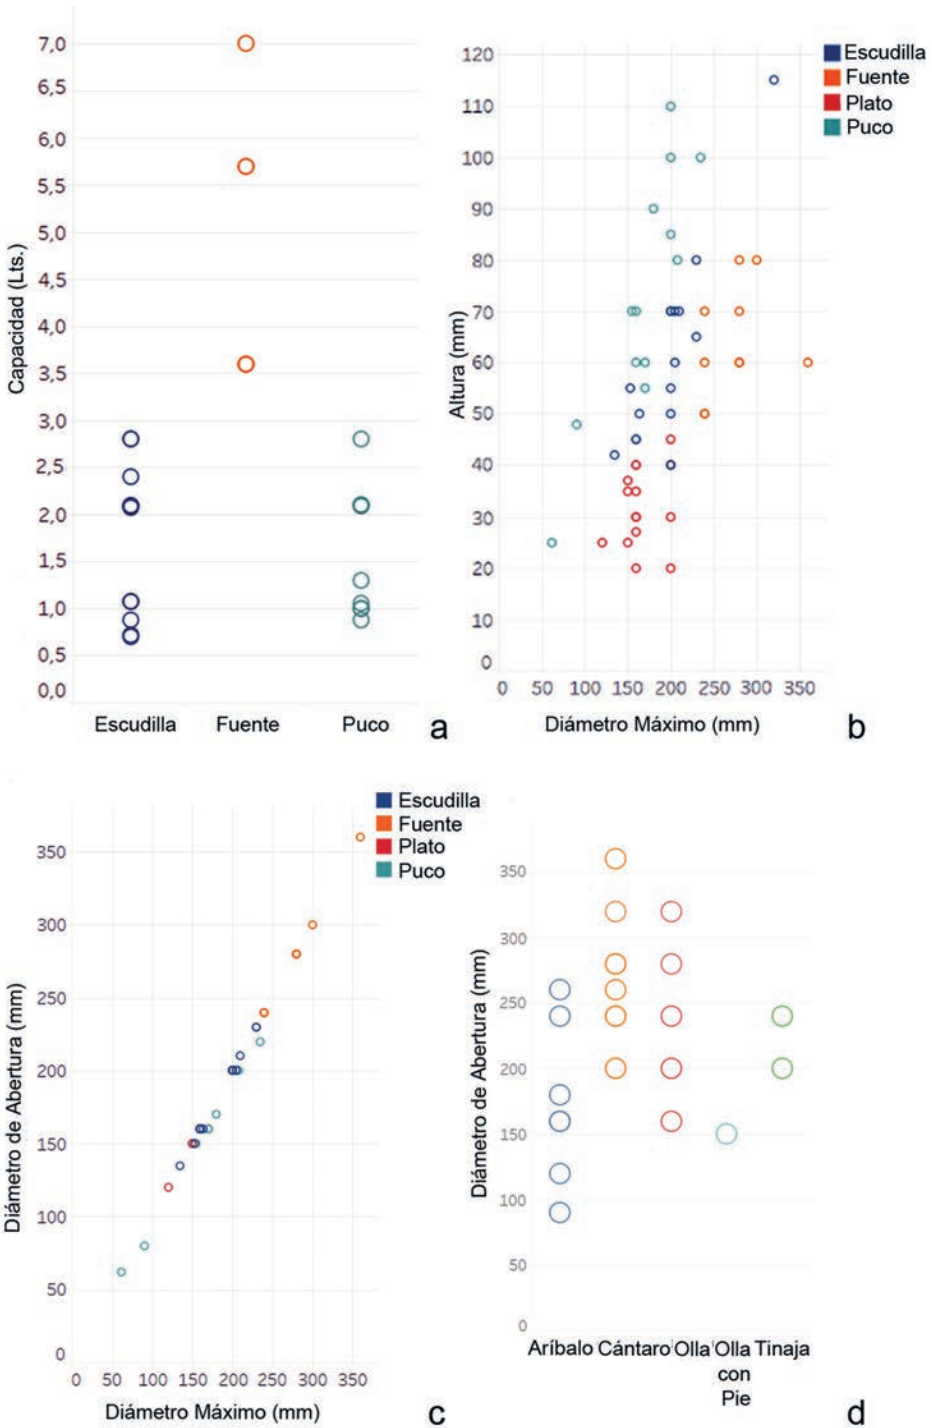 7,0
6.5
6,0
5,5
5,0
4,5
4,0
3,5
3,0
2,5
2,0
1,5
1,0
0,5
0,0
Capacidad (Lts.)
Escudilla Fuente Puco
a
Escudilla
Fuente
Plato
Puco
120
110
100
90
80
70
60
50
40
30
20
10
0
Altura (mm)
0 50 100 150 200 250 300 350
Diámetro Máximo (mm)
b
Escudilla
Fuente
Plato
Puco
350
300
250
200
150
100
50
0
Diámetro de Abertura (mm)
0 50 100 150 200 250 300 350
Diámetro Máximo (mm)
c
350
300
250
200
150
100
50
0
Diámetro de Abertura (mm)
Aríbalo Cántaro Olla Olla Tinaja
con
Pie
d